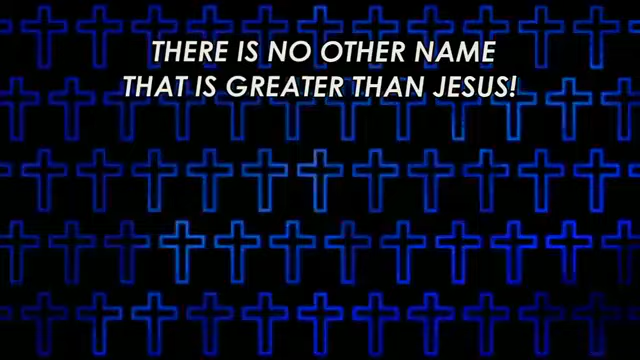 THERE IS NO OTHER NAME
THAT IS GREATER THAN JESUS!